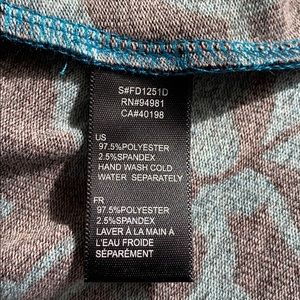 S#FD1251D
RN#94981
CA#40198
US
97.5%POLYESTER
2.5%SPANDEX
HAND WASH COLD
WATER SEPARATELY
FR
97.5%POLYESTER
2.5%SPANDEX
LAVER À LA MAIN À
L'EAU FROIDE
SÉPARÉMENT